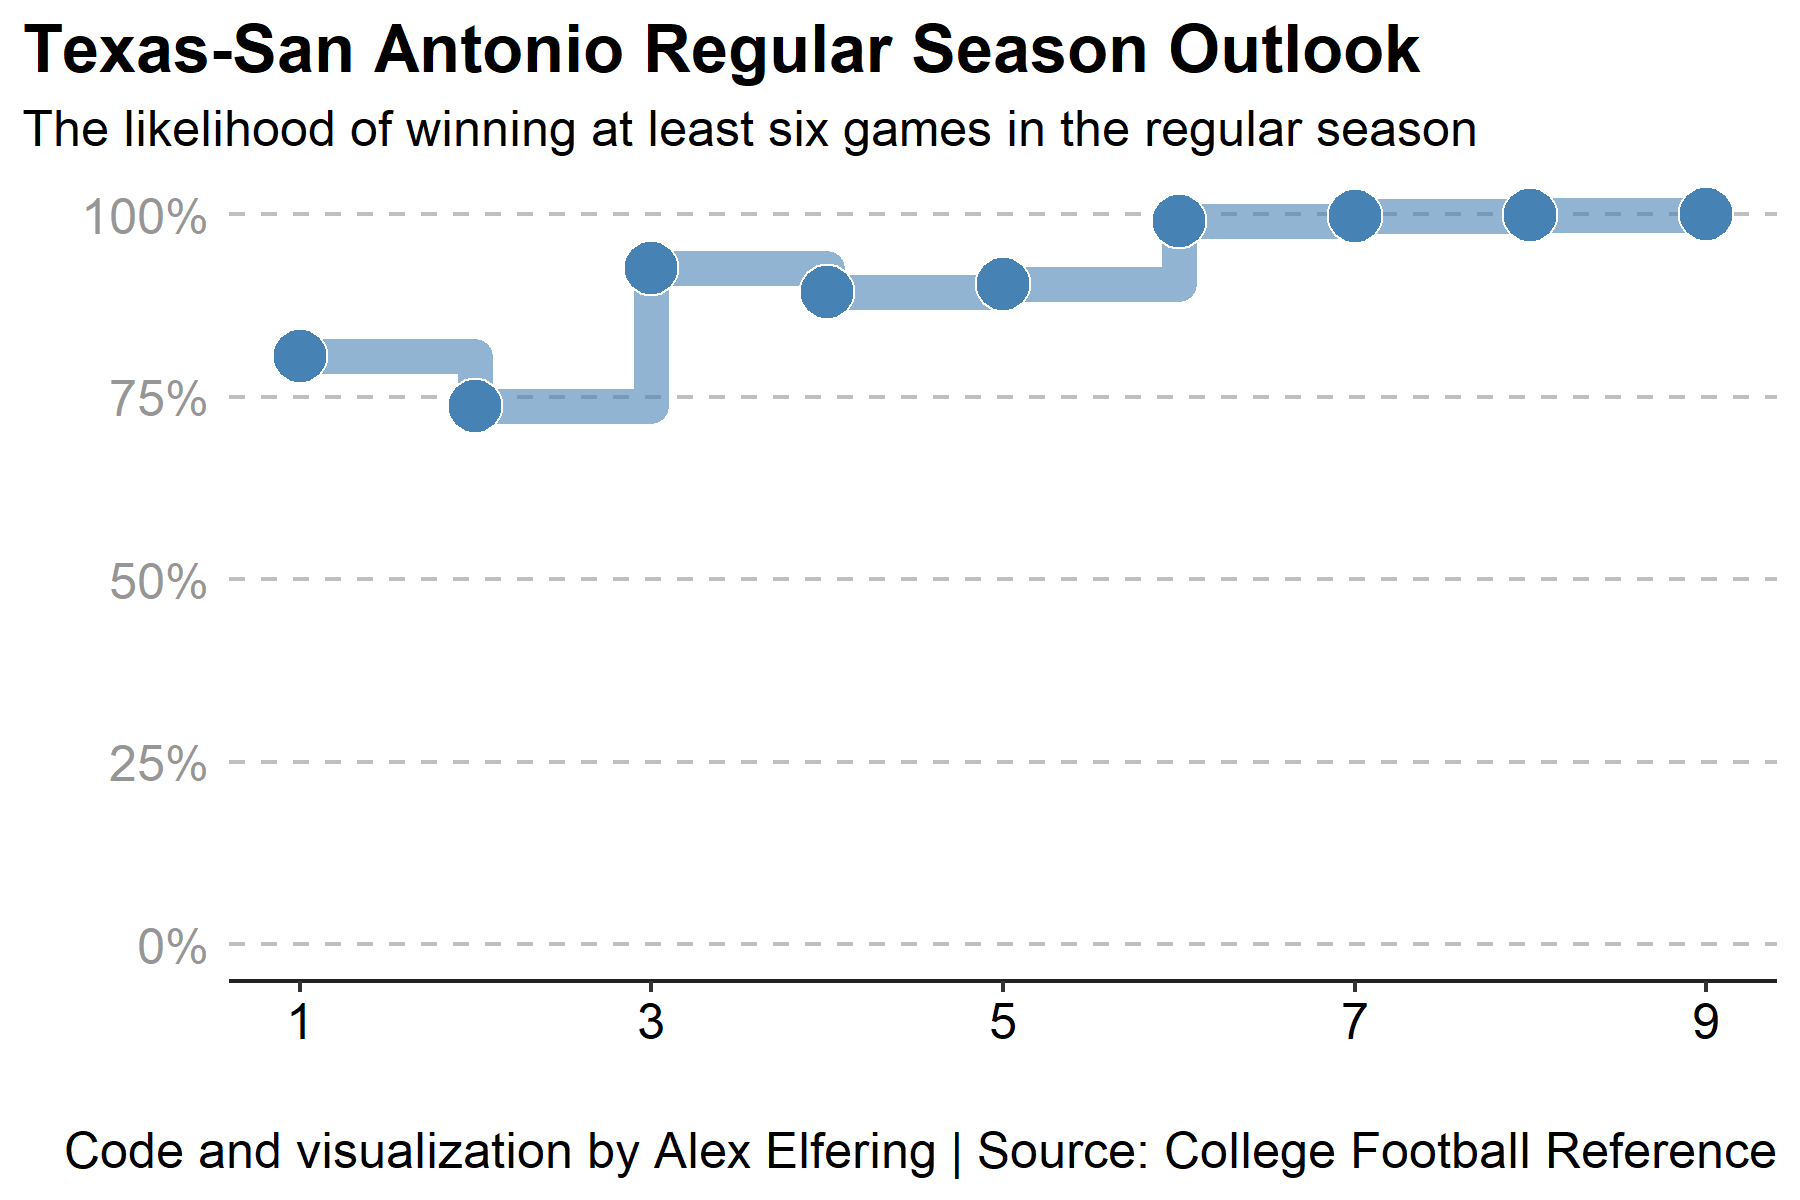 Texas-San Antonio Regular Season Outlook
The likelihood of winning at least six games in the regular season
100%
75%
50%
25%
0%
1 3 5 7 9
Code and visualization by Alex Elfering | Source: College Football Reference